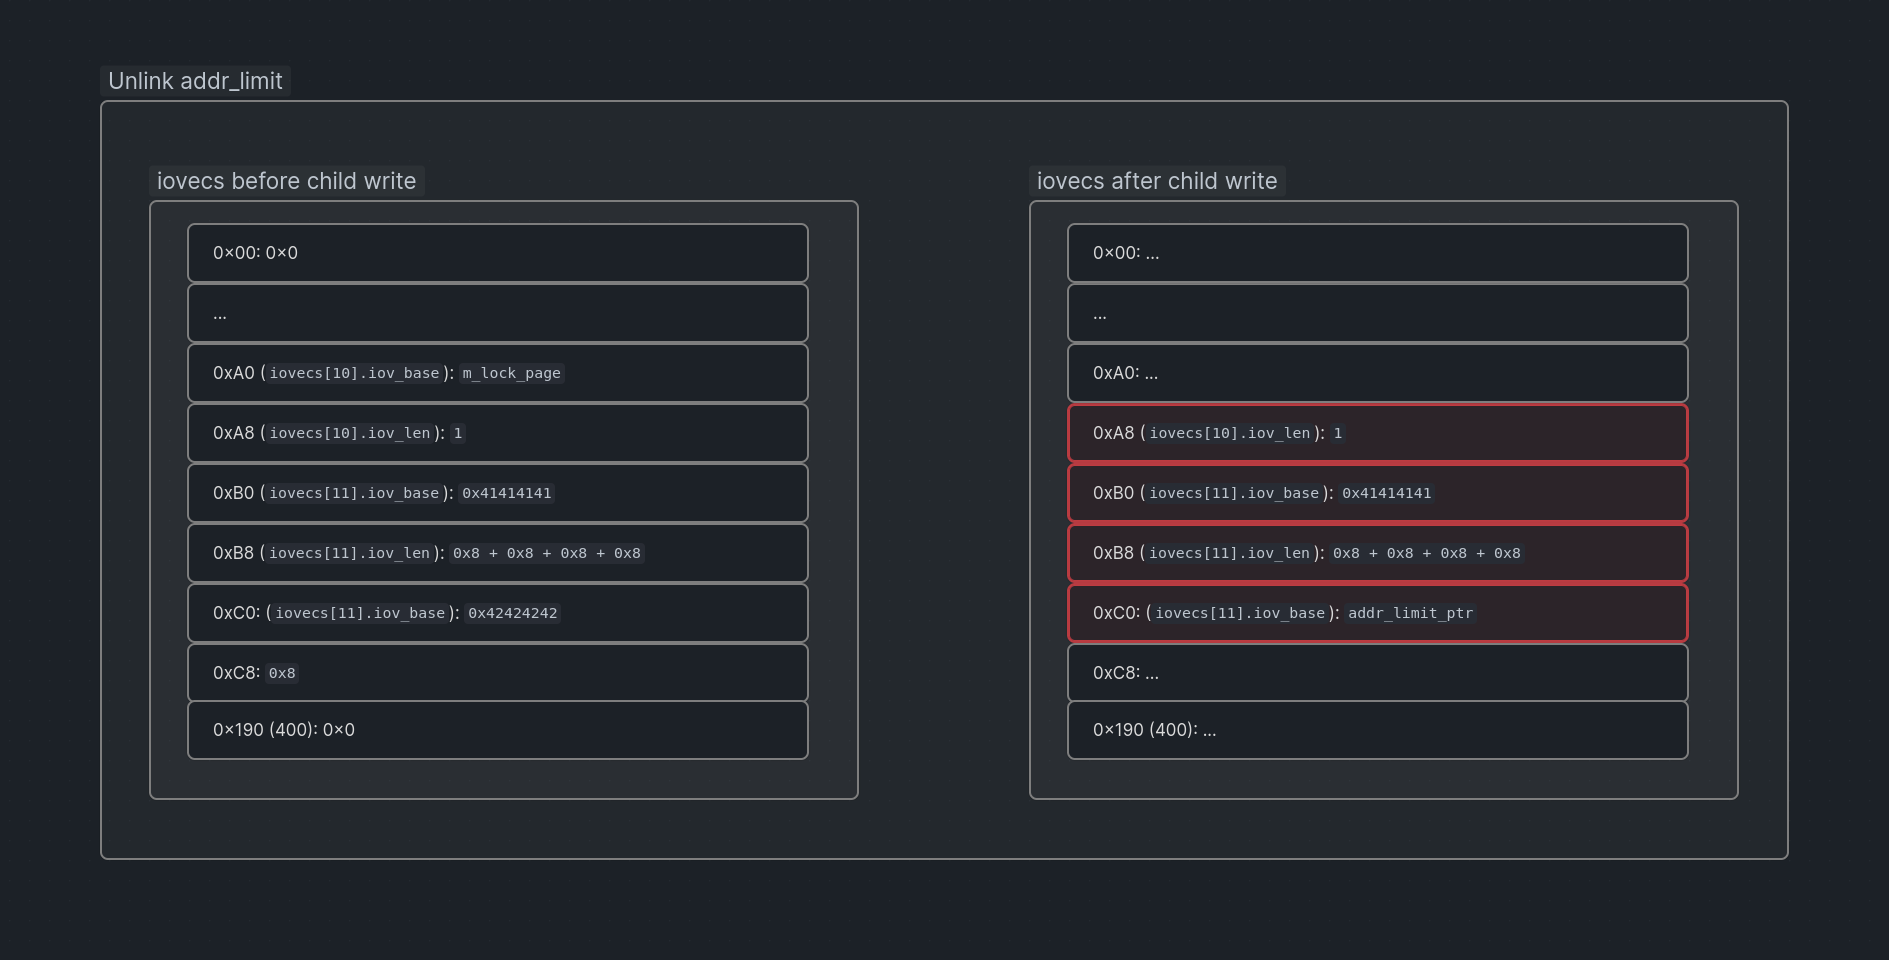 Unlink addr_limit
iovecs before child write
0×00: 0×0
...
0xA0 (iovecs[10].iov_base): m_lock_page
0xA8 (iovecs[10].iov_len): 1
0xB0 (iovecs[11].iov_base): 0x41414141
0xB8 (iovecs[11].iov_len): 0x8 + 0x8 + 0x8 + 0x8
0xC0: (iovecs[11].iov_base): 0x42424242
0xC8: 0x8
0×190 (400): 0×0
iovecs after child write
0×00: ...
...
0xA0: ...
0xA8 (iovecs[10].iov_len): 1
0xB0 (iovecs[11].iov_base): 0x41414141
0xB8 (iovecs[11].iov_len): 0x8 + 0x8 + 0x8 + 0x8
0xC0: (iovecs[11].iov_base): addr_limit_ptr
0xC8: ...
0×190 (400): ...